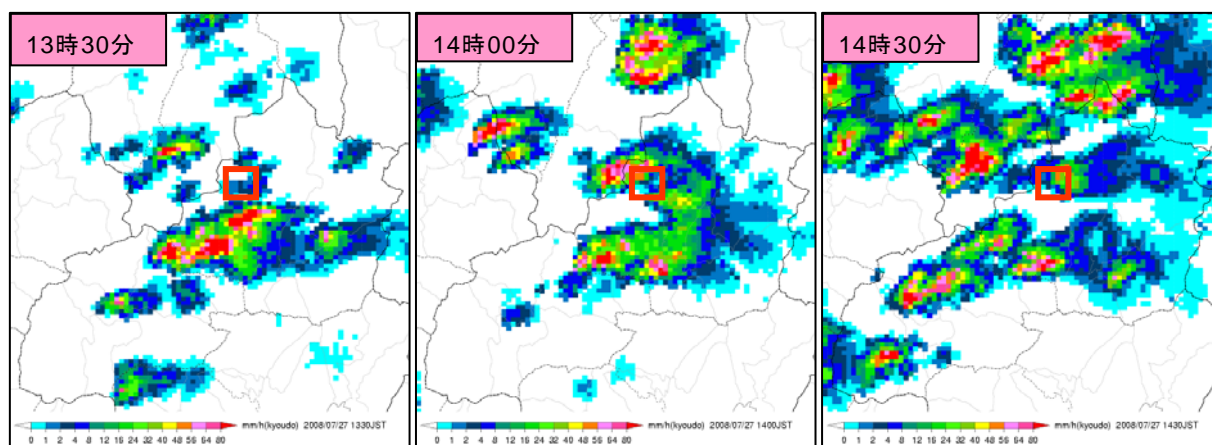 13時30分
14時00分
14時30分
0 1 2 4 8 12 16 24 32 40 48 56 64 80 mm/h(kyoudo) 2008/07/27 1330JST
0 1 2 4 8 12 16 24 32 40 48 56 64 80 mm/h(kyoudo) 2008/07/27 1400JST
0 1 2 4 8 12 16 24 32 40 48 56 64 80 mm/h(kyoudo) 2008/07/27 1430JST